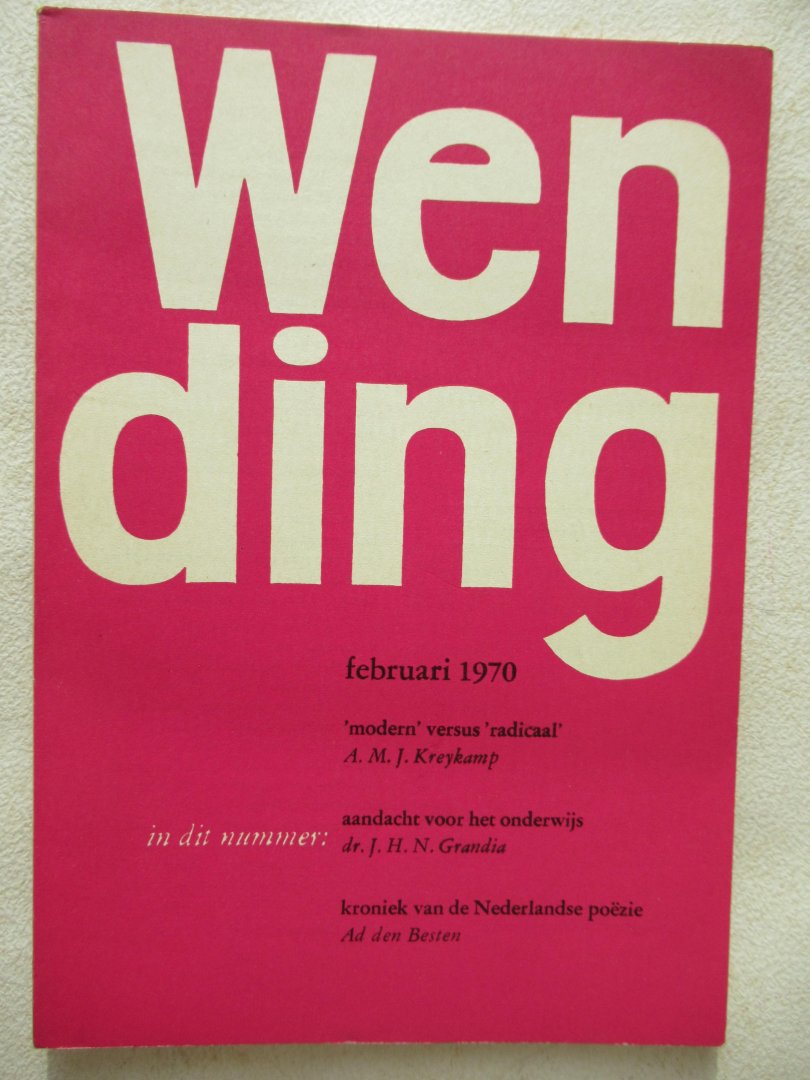 Wen
ding
februari 1970
'modern' versus 'radicaal'
A. M. J. Kreykamp
in dit nummer:
aandacht voor het onderwijs
dr. J. H. N. Grandia
kroniek van de Nederlandse poëzie
Ad den Besten